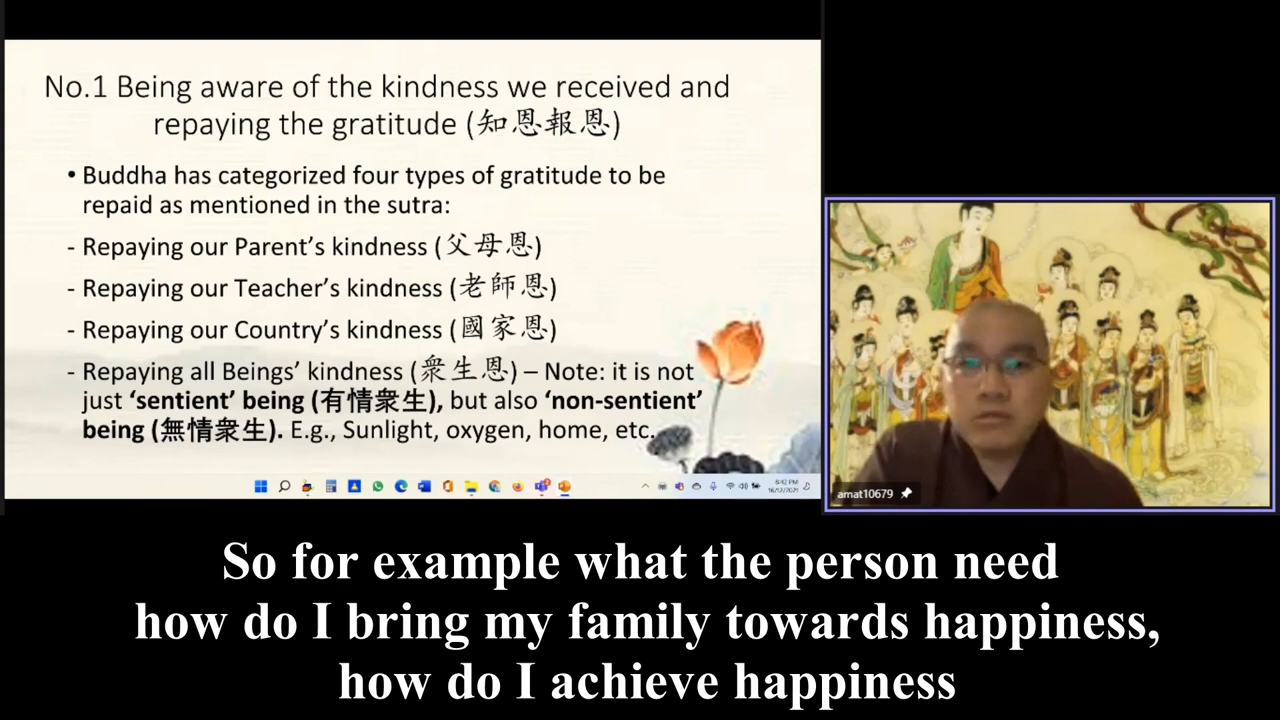 No.1 Being aware of the kindness we received and
repaying the gratitude (知恩報恩)
• Buddha has categorized four types of gratitude to be
repaid as mentioned in the sutra:
- Repaying our Parent’s kindness (父母恩)
- Repaying our Teacher’s kindness (老師恩)
- Repaying our Country’s kindness (國家恩)
- Repaying all Beings’ kindness (衆生恩) – Note: it is not
just ‘sentient’ being (有情衆生), but also ‘non-sentient’
being (無情衆生). E.g., Sunlight, oxygen, home, etc.
amat10679
So for example what the person need
how do I bring my family towards happiness,
how do I achieve happiness